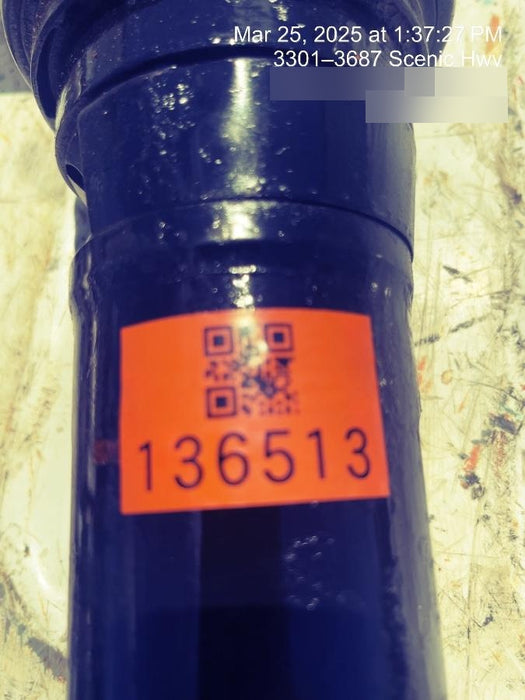 Mar 25, 2025 at 1:37:27 PM
3301–3687 Scenic Hwy
136513